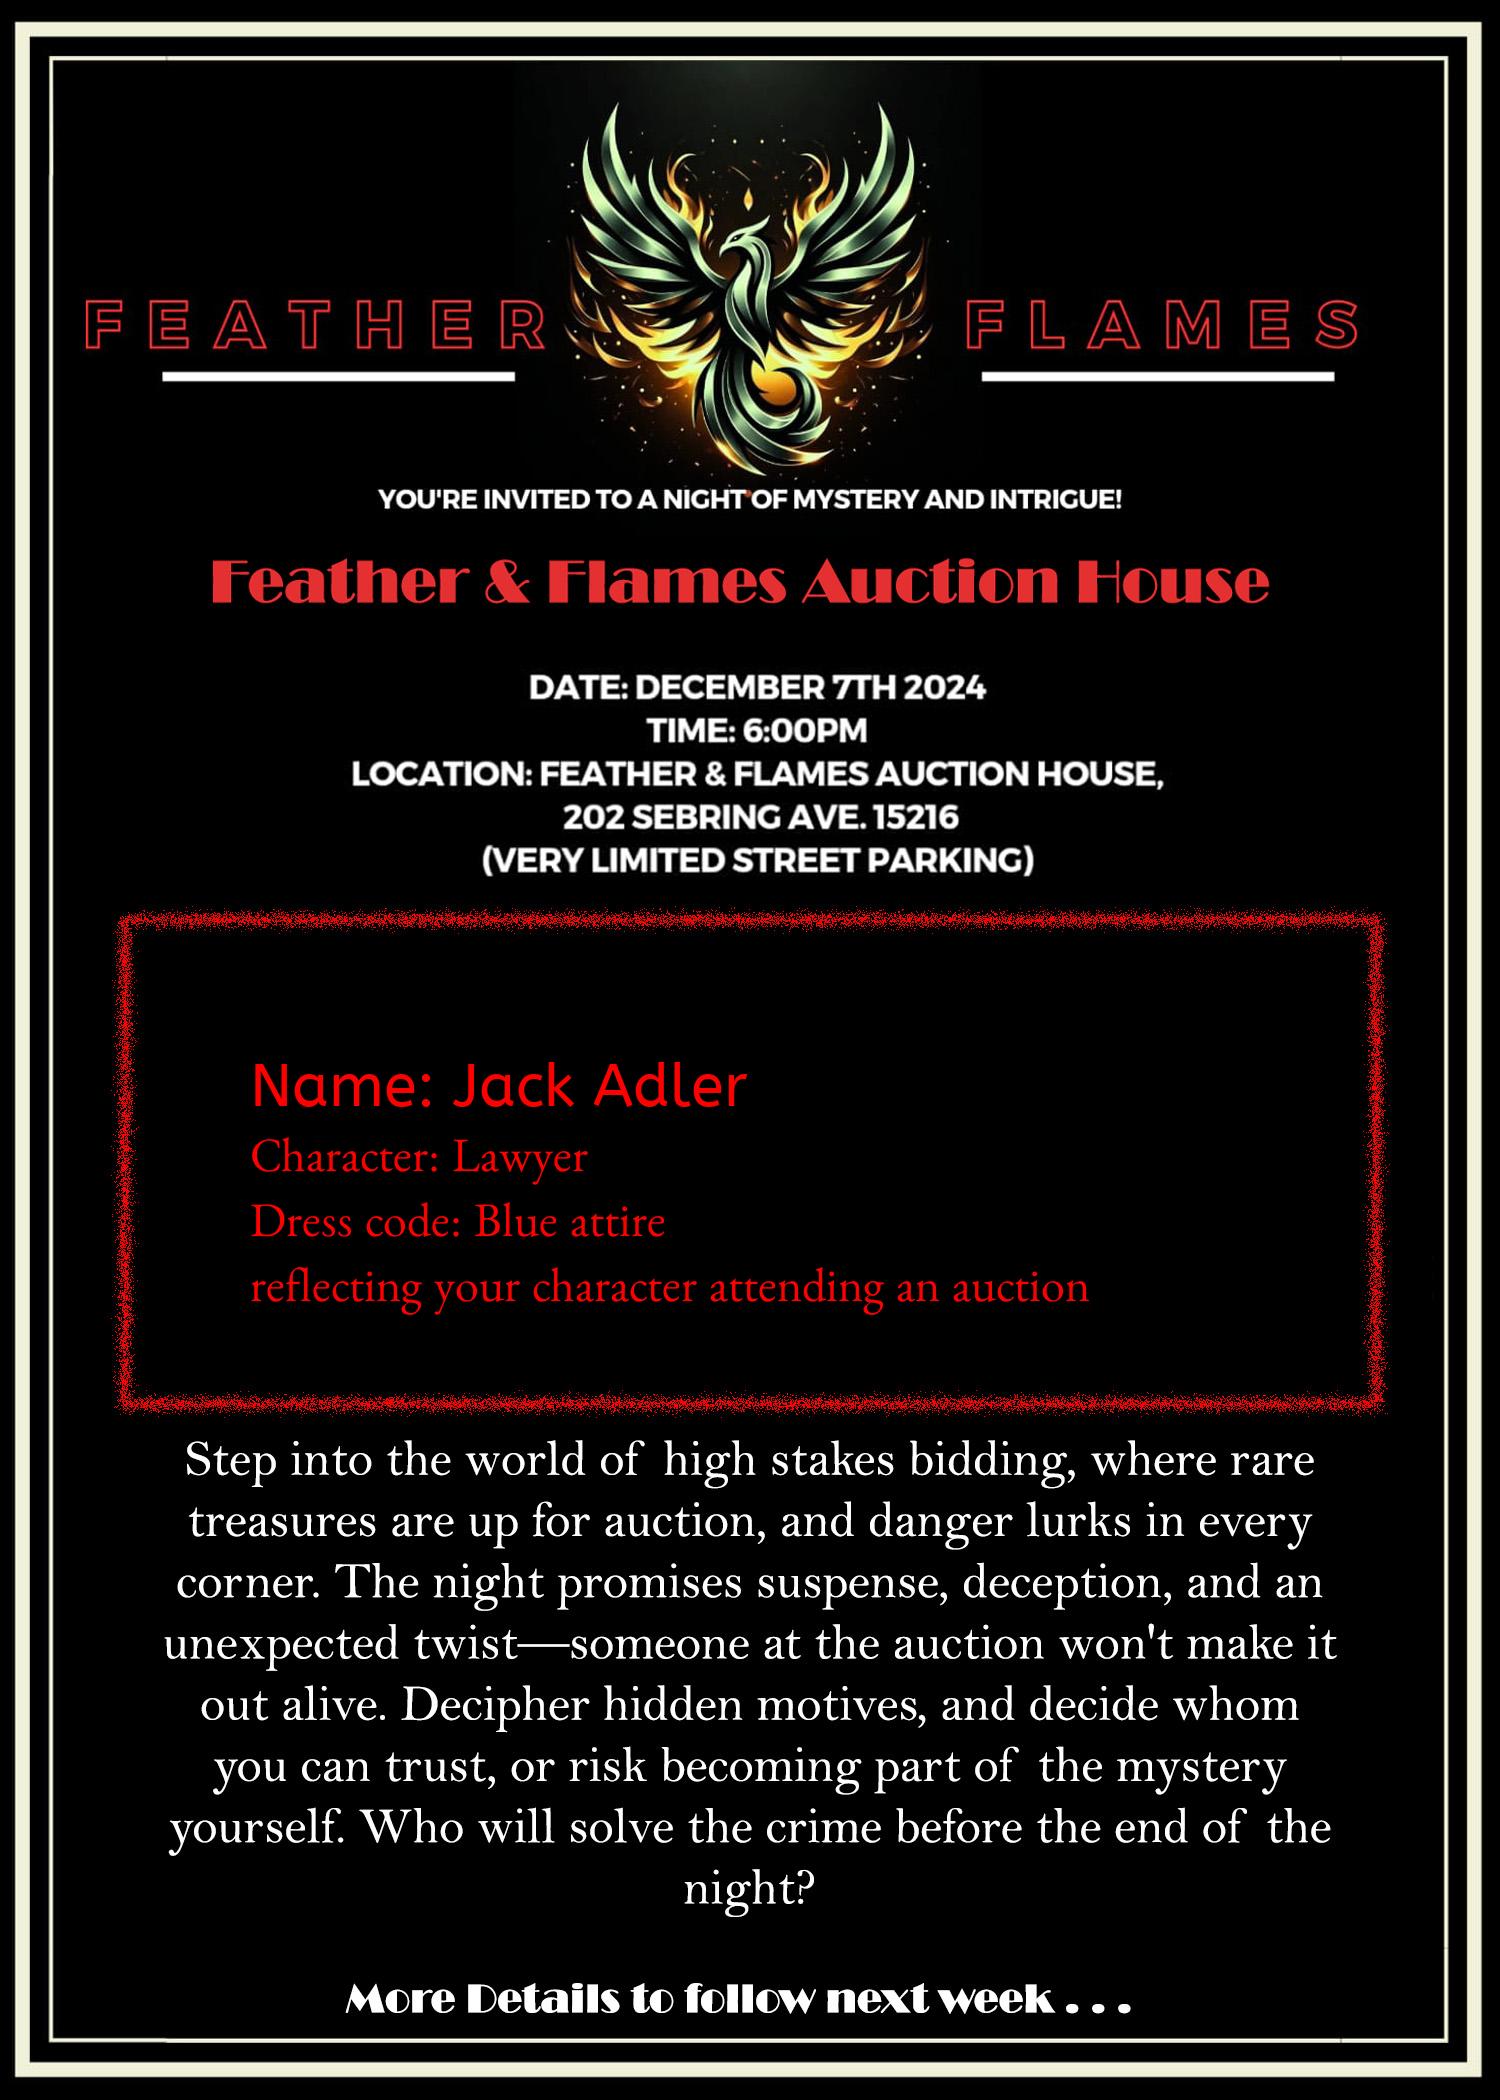 FEATHER FLAMES
YOU'RE INVITED TO A NIGHT OF MYSTERY AND INTRIGUE!
Feather & Flames Auction House
DATE: DECEMBER 7TH 2024
TIME: 6:00PM
LOCATION: FEATHER & FLAMES AUCTION HOUSE,
202 SEBRING AVE. 15216
(VERY LIMITED STREET PARKING)
Name: Jack Adler
Character: Lawyer
Dress code: Blue attire
reflecting your character attending an auction
Step into the world of high stakes bidding, where rare
treasures are up for auction, and danger lurks in every
corner. The night promises suspense, deception, and an
unexpected twist—someone at the auction won't make it
out alive. Decipher hidden motives, and decide whom
you can trust, or risk becoming part of the mystery
yourself. Who will solve the crime before the end of the
night?
More Details to follow next week . . .